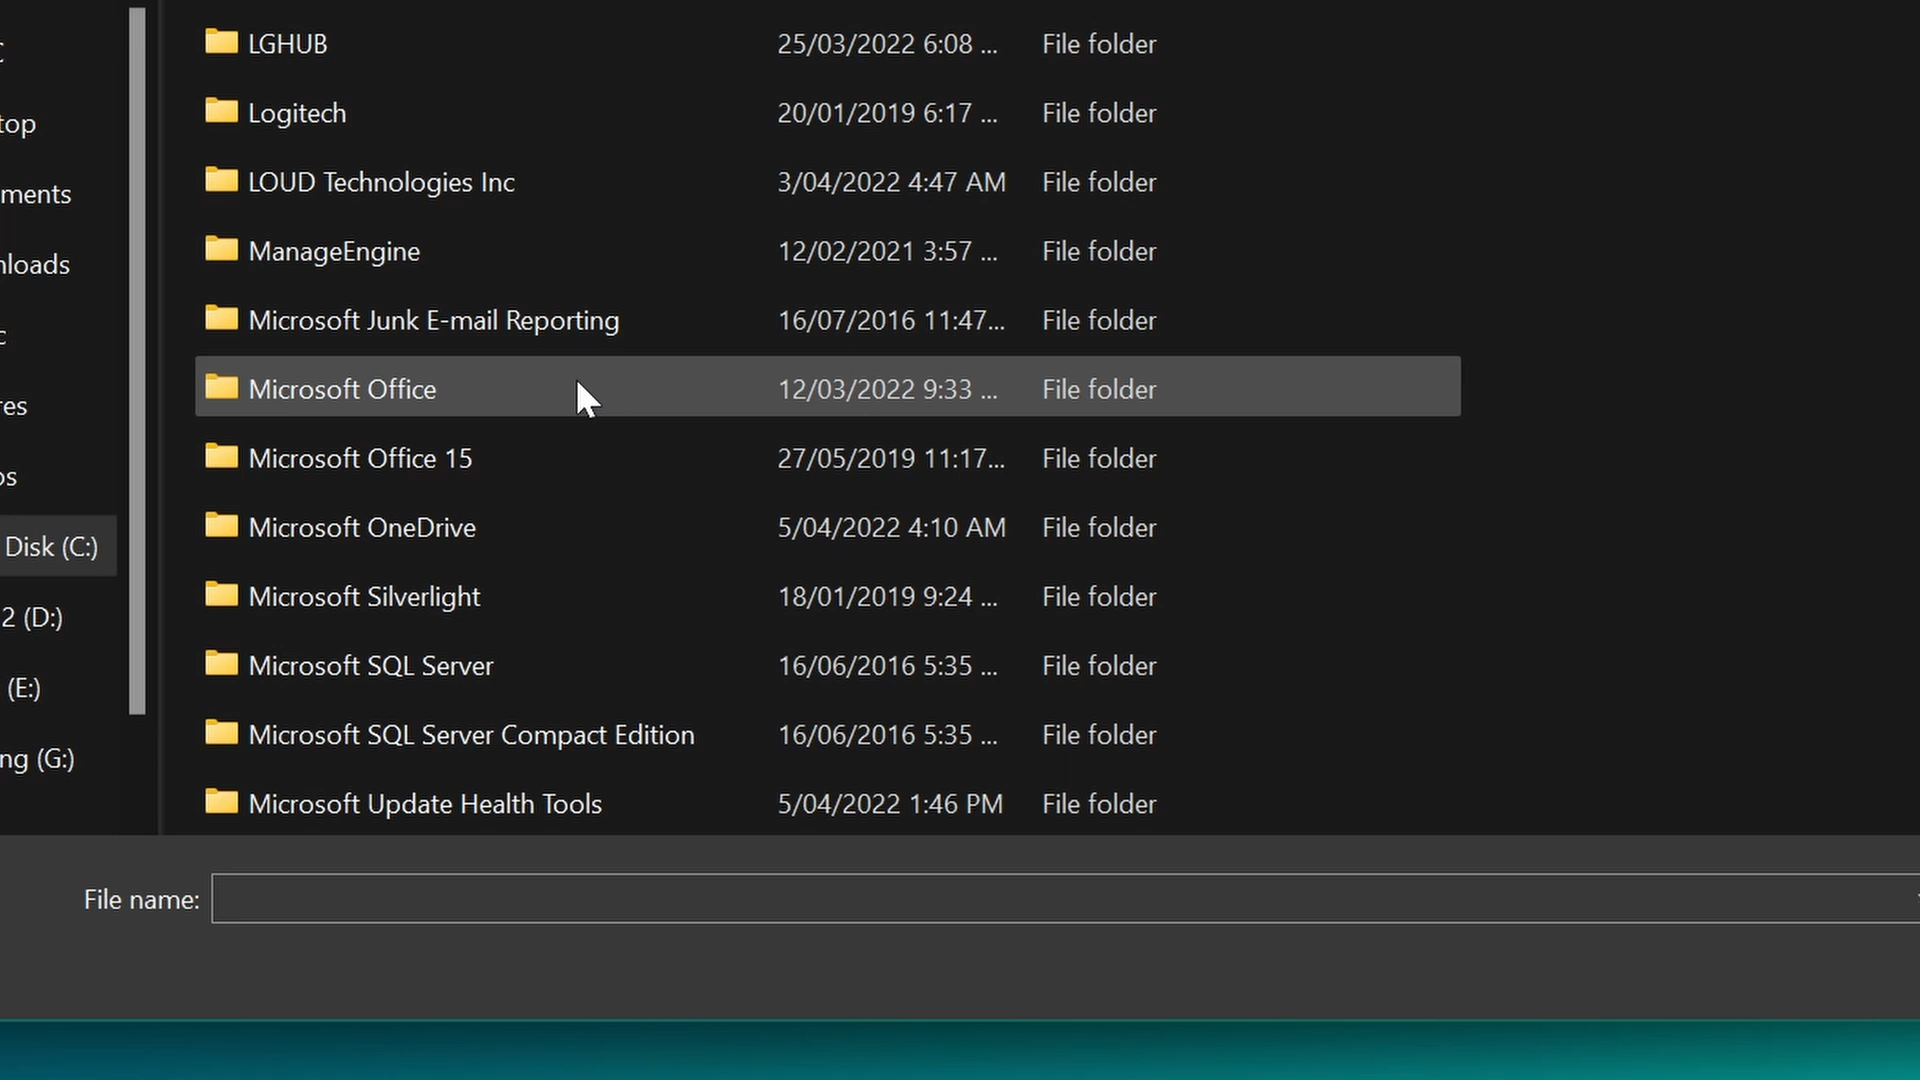 LGHUB 25/03/2022 6:08 ... File folder
Logitech 20/01/2019 6:17 ... File folder
top
LOUD Technologies Inc 3/04/2022 4:47 AM File folder
ments
ManageEngine 12/02/2021 3:57 ... File folder
nloads
Microsoft Junk E-mail Reporting 16/07/2016 11:47... File folder
Microsoft Office 12/03/2022 9:33 ... File folder
res
Microsoft Office 15 27/05/2019 11:17... File folder
os
Microsoft OneDrive 5/04/2022 4:10 AM File folder
Disk (C:)
Microsoft Silverlight 18/01/2019 9:24 ... File folder
2 (D:)
Microsoft SQL Server 16/06/2016 5:35 ... File folder
(E:)
Microsoft SQL Server Compact Edition 16/06/2016 5:35 ... File folder
ng (G:)
Microsoft Update Health Tools 5/04/2022 1:46 PM File folder
File name: